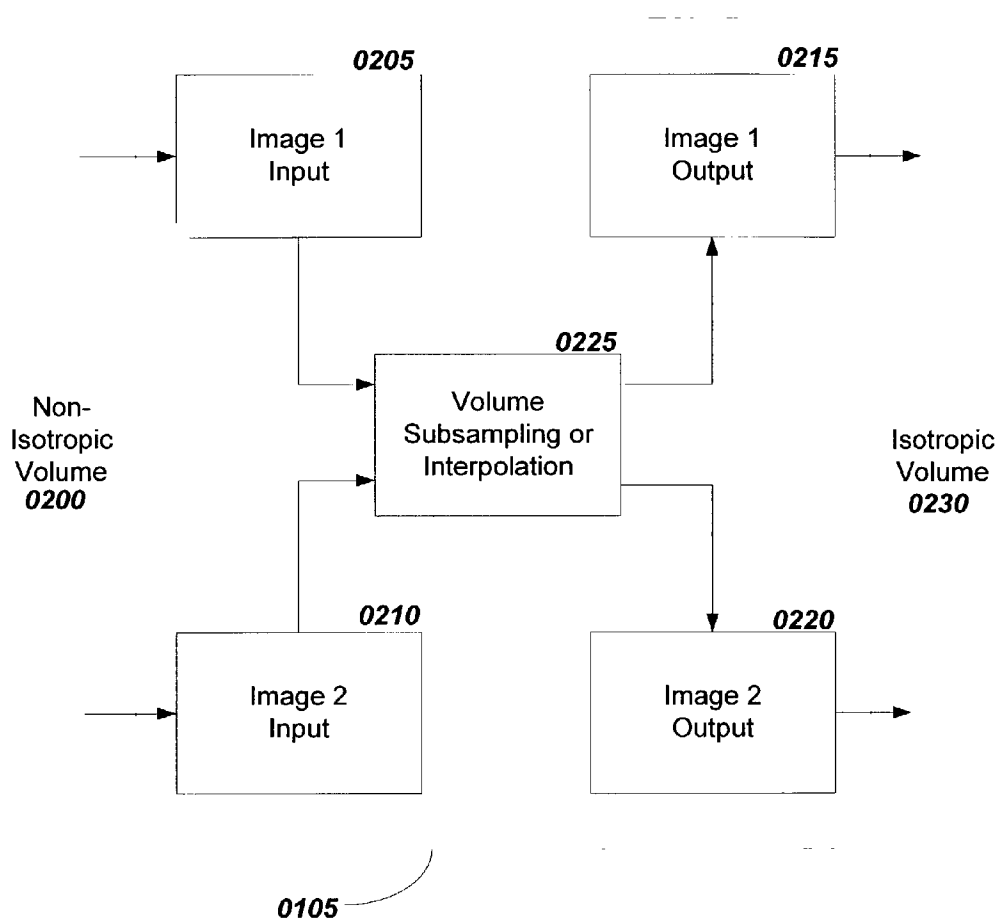 0205
Image 1
Input
0215
Image 1
Output
0225
Volume
Subsampling or
Interpolation
Non-
Isotropic
Volume
0200
Isotropic
Volume
0230
0210
Image 2
Input
0220
Image 2
Output
0105